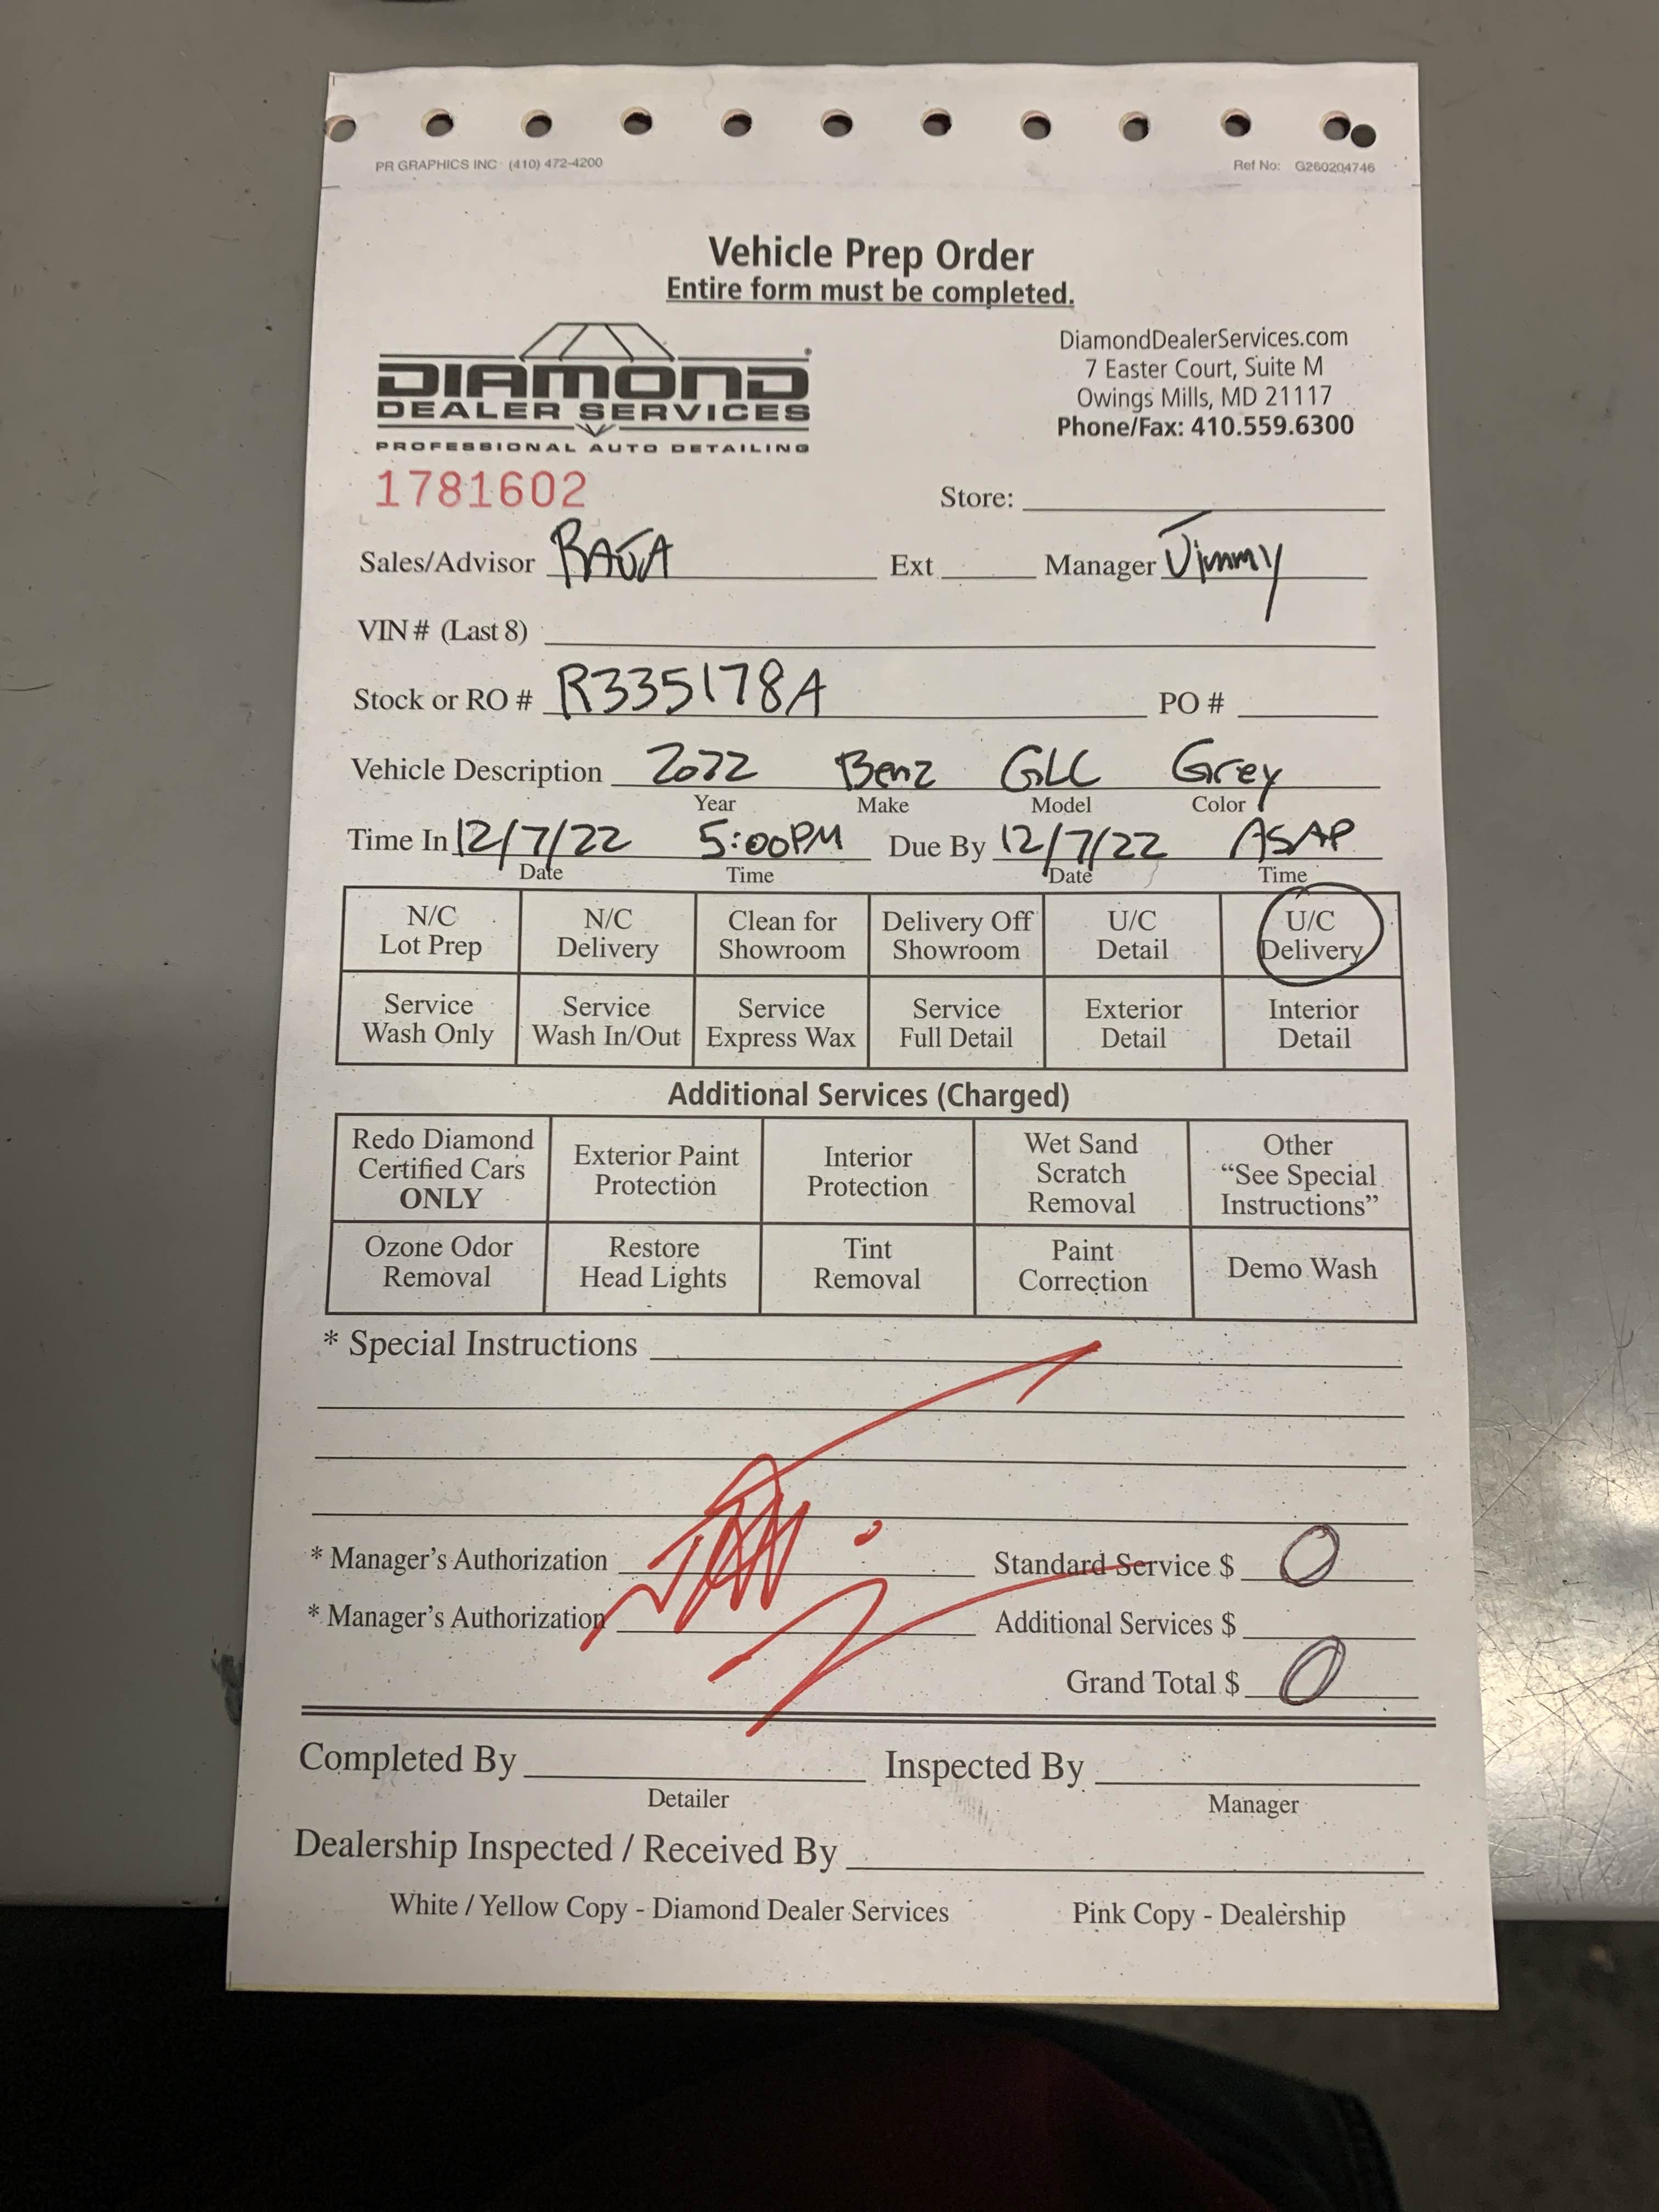 PR GRAPHICS INC (410) 472-4200 Ref No: G260204746
Vehicle Prep Order
Entire form must be completed.
DIAMOND
DEALER SERVICES
PROFESSIONAL AUTO DETAILING
DiamondDealerServices.com
7 Easter Court, Suite M
Owings Mills, MD 21117
Phone/Fax: 410.559.6300
1781602
Store:
Sales/Advisor RAJA Ext Manager Jimmy
VIN # (Last 8)
Stock or RO # R335178A PO #
Vehicle Description 2022 Benz GLC Grey
Year Make Model Color
Time In 12/7/22 5:00PM Due By 12/7/22 ASAP
Date Time Date Time
N/C Lot Prep
N/C Delivery
Clean for Showroom
Delivery Off Showroom
U/C Detail
U/C Delivery
Service Wash Only
Service Wash In/Out
Service Express Wax
Service Full Detail
Exterior Detail
Interior Detail
Additional Services (Charged)
Redo Diamond Certified Cars ONLY
Exterior Paint Protection
Interior Protection
Wet Sand Scratch Removal
Other “See Special Instructions”
Ozone Odor Removal
Restore Head Lights
Tint Removal
Paint Correction
Demo Wash
* Special Instructions
* Manager’s Authorization Standard Service $ 0
* Manager’s Authorization Additional Services $
Grand Total $ 0
Completed By Inspected By
Detailer Manager
Dealership Inspected / Received By
White / Yellow Copy - Diamond Dealer Services Pink Copy - Dealership